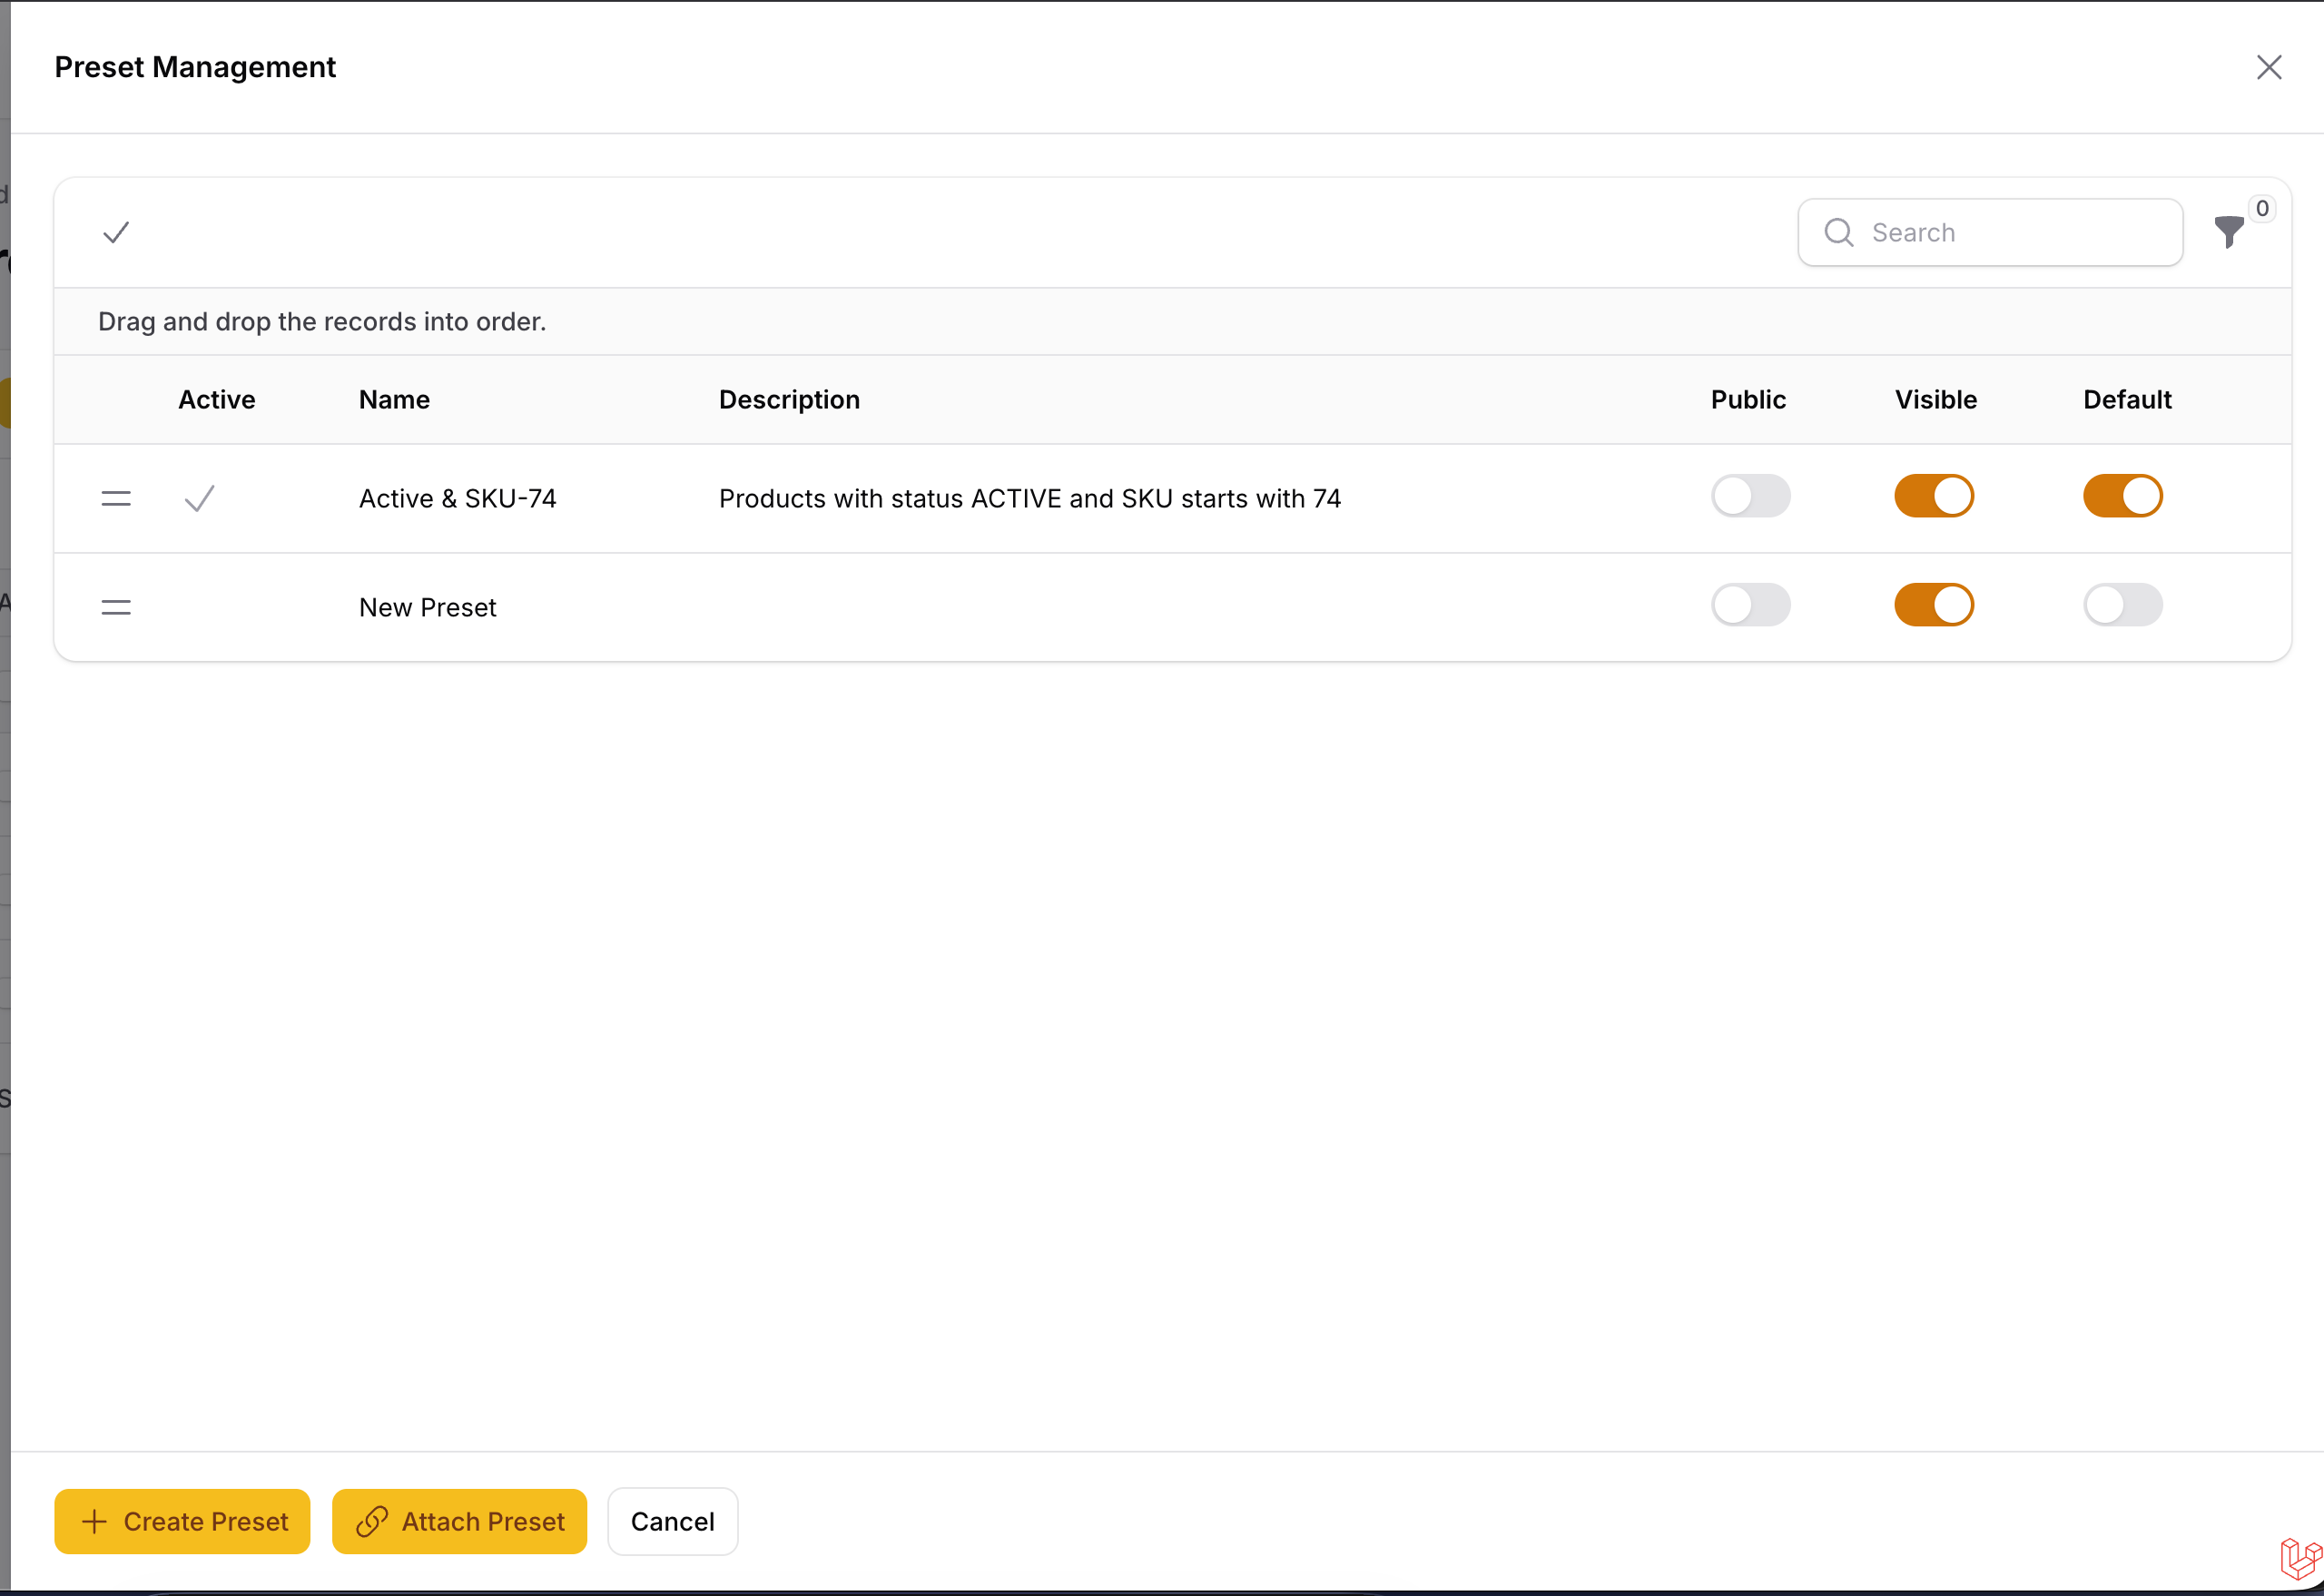 Preset Management
Search
0
Drag and drop the records into order.
Active Name Description Public Visible Default
Active & SKU-74 Products with status ACTIVE and SKU starts with 74
New Preset
Create Preset Attach Preset Cancel